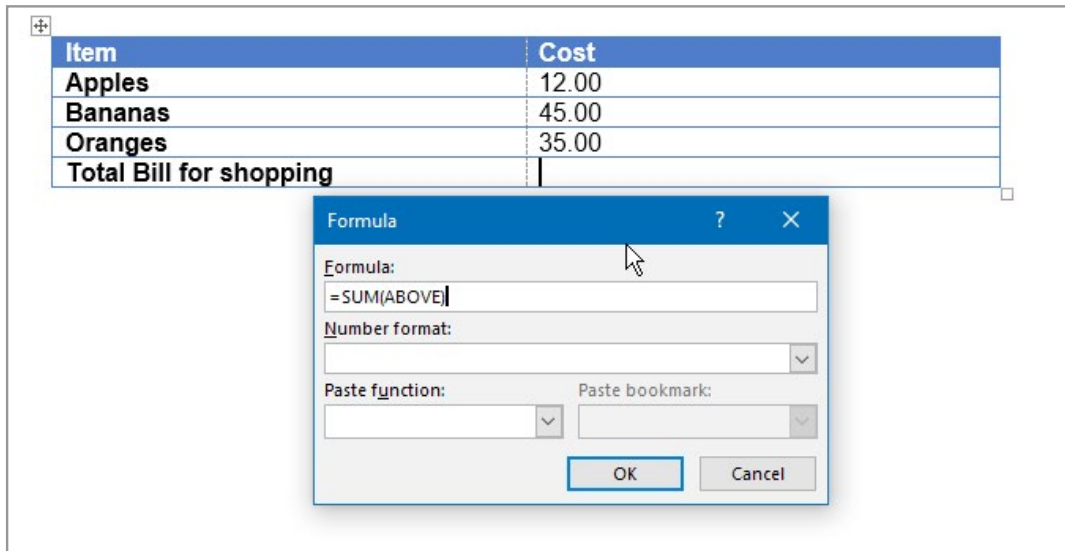 Item Cost
Apples 12.00
Bananas 45.00
Oranges 35.00
Total Bill for shopping
Formula ?
Formula:
=SUM(ABOVE)
Number format:
Paste function: Paste bookmark:
OK Cancel